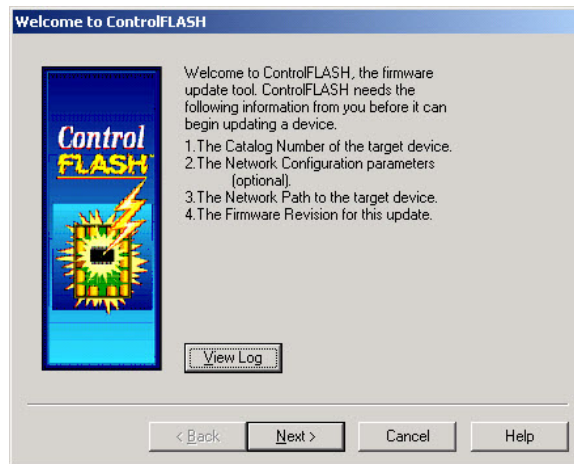 Welcome to ControlFLASH
Control
FLASH™
Welcome to ControlFLASH, the firmware
update tool. ControlFLASH needs the
following information from you before it can
begin updating a device.
1.The Catalog Number of the target device.
2.The Network Configuration parameters
(optional).
3.The Network Path to the target device.
4.The Firmware Revision for this update.
View Log
< Back
Next >
Cancel
Help